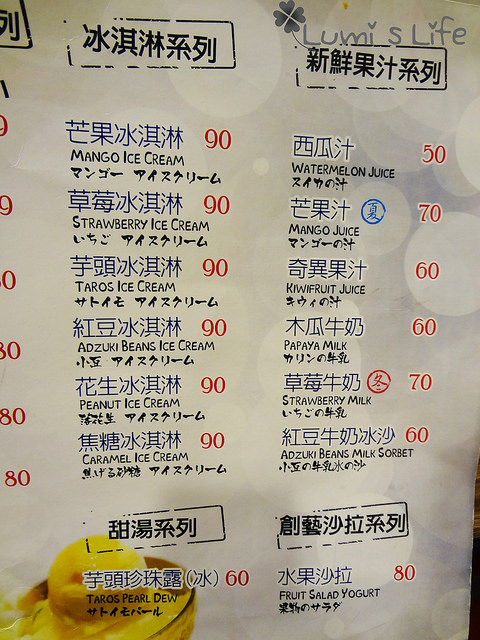 Lumi's Life
列
冰淇淋系列
芒果冰淇淋 90
MANGO ICE CREAM
マンゴー アイスクリーム
草莓冰淇淋 90
STRAWBERRY ICE CREAM
いちご アイスクリーム
芋頭冰淇淋 90
TAROS ICE CREAM
サトイモ アイスクリーム
紅豆冰淇淋 90
ADZUKI BEANS ICE CREAM
小豆 アイスクリーム
花生冰淇淋 90
PEANUT ICE CREAM
落花生 アイスクリーム
焦糖冰淇淋 90
CARAMEL ICE CREAM
焦げる砂糖 アイスクリーム
甜湯系列
芋頭珍珠露(冰) 60
TAROS PEARL DEW
サトイモパール
新鮮果汁系列
西瓜汁 50
WATERMELON JUICE
スイカの汁
芒果汁 夏 70
MANGO JUICE
マンゴーの汁
奇異果汁 60
KIWIFRUIT JUICE
キウィの汁
木瓜牛奶 60
PAPAYA MILK
カリンの牛乳
草莓牛奶 冬 70
STRAWBERRY MILK
いちごの牛乳
紅豆牛奶冰沙 60
ADZUKI BEANS MILK SORBET
小豆の牛乳氷の沙
創藝沙拉系列
水果沙拉 80
FRUIT SALAD YOGURT
果物のサラダ
80
80